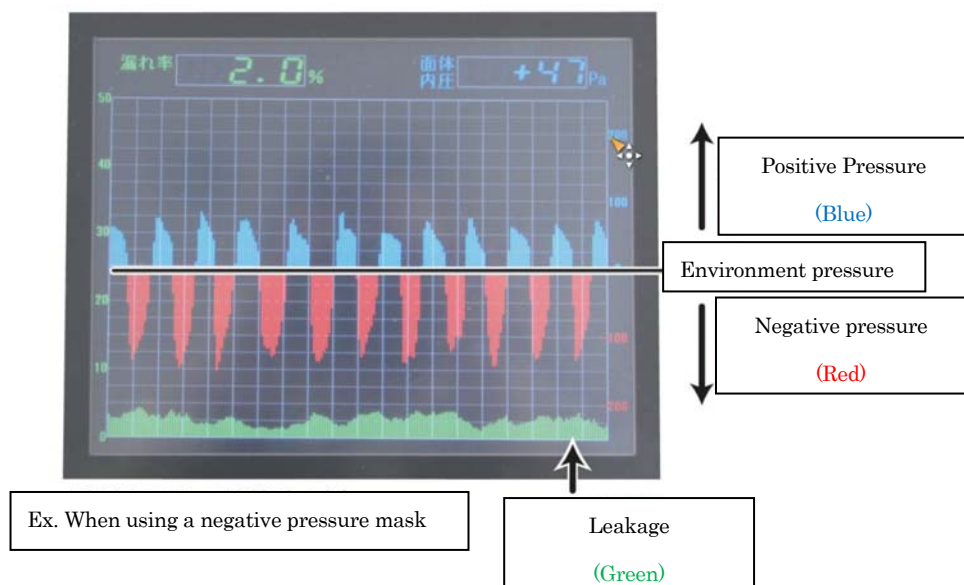 漏れ率 2.0%
面体内圧 +47Pa
50
40
30
20
10
0
200
100
100
200
Positive Pressure
(Blue)
Environment pressure
Negative pressure
(Red)
Ex. When using a negative pressure mask
Leakage
(Green)